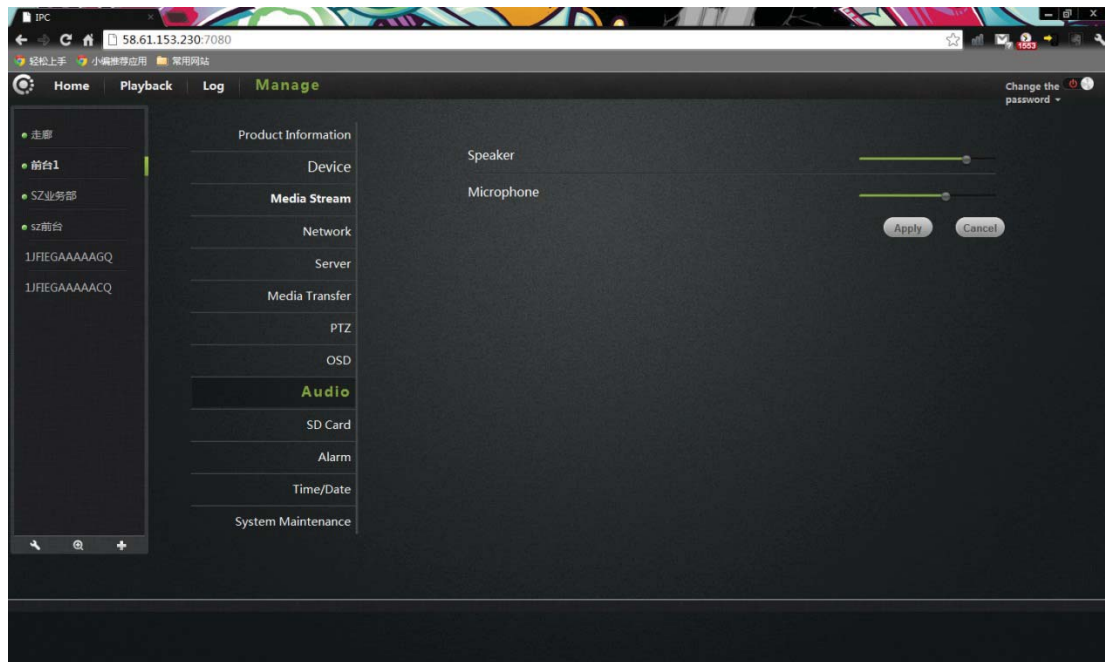 IPC
58.61.153.230:7080
1553
轻松上手 小编推荐应用 常用网站
Home Playback Log Manage
Change the
password
走廊
前台1
SZ业务部
sz前台
1JFIEGAAAAAGQ
1JFIEGAAAAACQ
Product Information
Device
Media Stream
Network
Server
Media Transfer
PTZ
OSD
Audio
SD Card
Alarm
Time/Date
System Maintenance
Speaker
Microphone
Apply Cancel